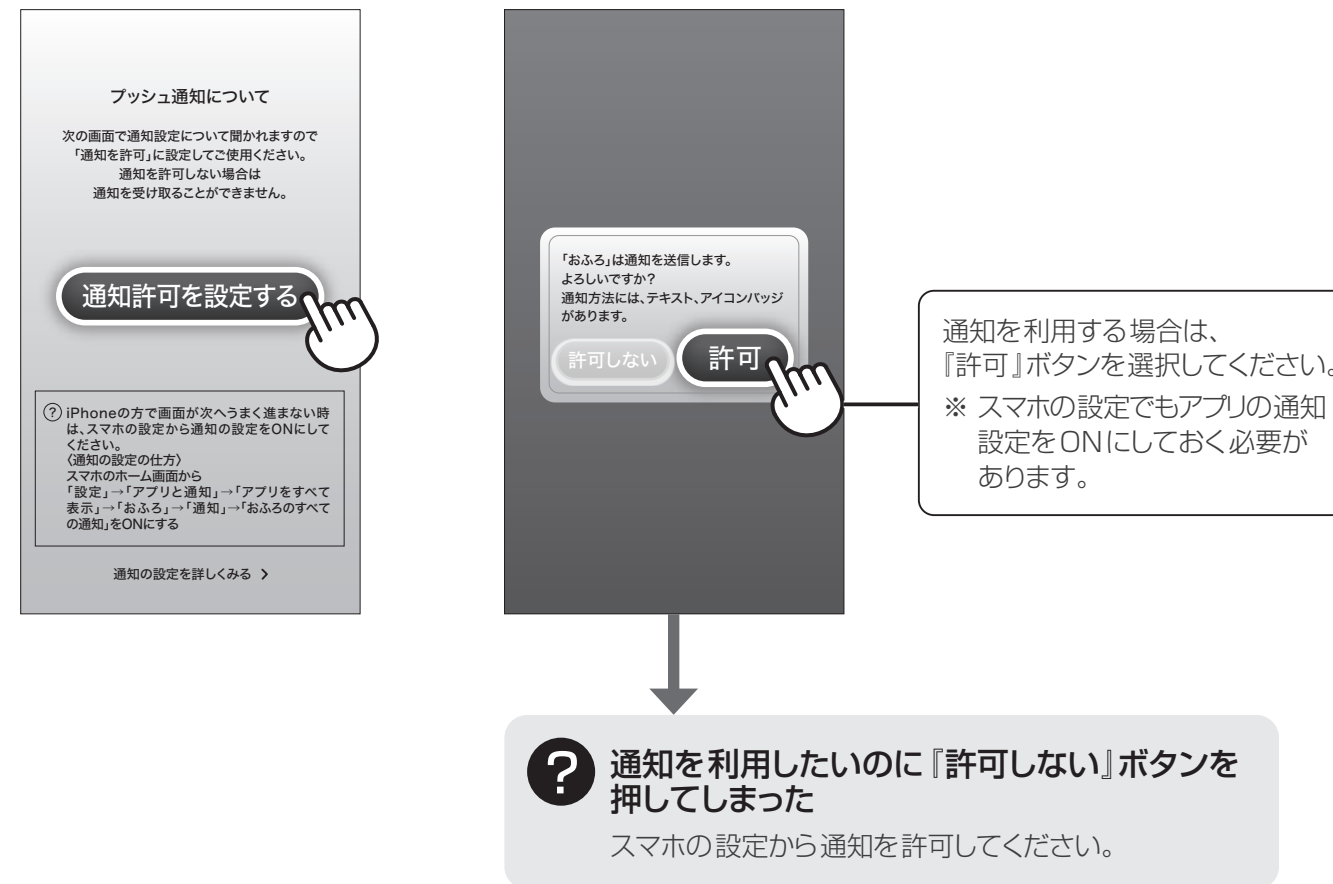 プッシュ通知について
次の画面で通知設定について聞かれますので
「通知を許可」に設定してご使用ください。
通知を許可しない場合は
通知を受け取ることができません。
通知許可を設定する
? iPhoneの方で画面が次へうまく進まない時
は、スマホの設定から通知の設定をONにして
ください。
〈通知の設定の仕方〉
スマホのホーム画面から
「設定」→「アプリと通知」→「アプリをすべて
表示」→「おふろ」→「通知」→「おふろのすべて
の通知」をONにする
通知の設定を詳しくみる >
「おふろ」は通知を送信します。
よろしいですか?
通知方法には、テキスト、アイコンバッジ
があります。
許可しない 許可
通知を利用する場合は、
『許可』ボタンを選択してください。
※ スマホの設定でもアプリの通知
設定をONにしておく必要が
あります。
? 通知を利用したいのに『許可しない』ボタンを
押してしまった
スマホの設定から通知を許可してください。